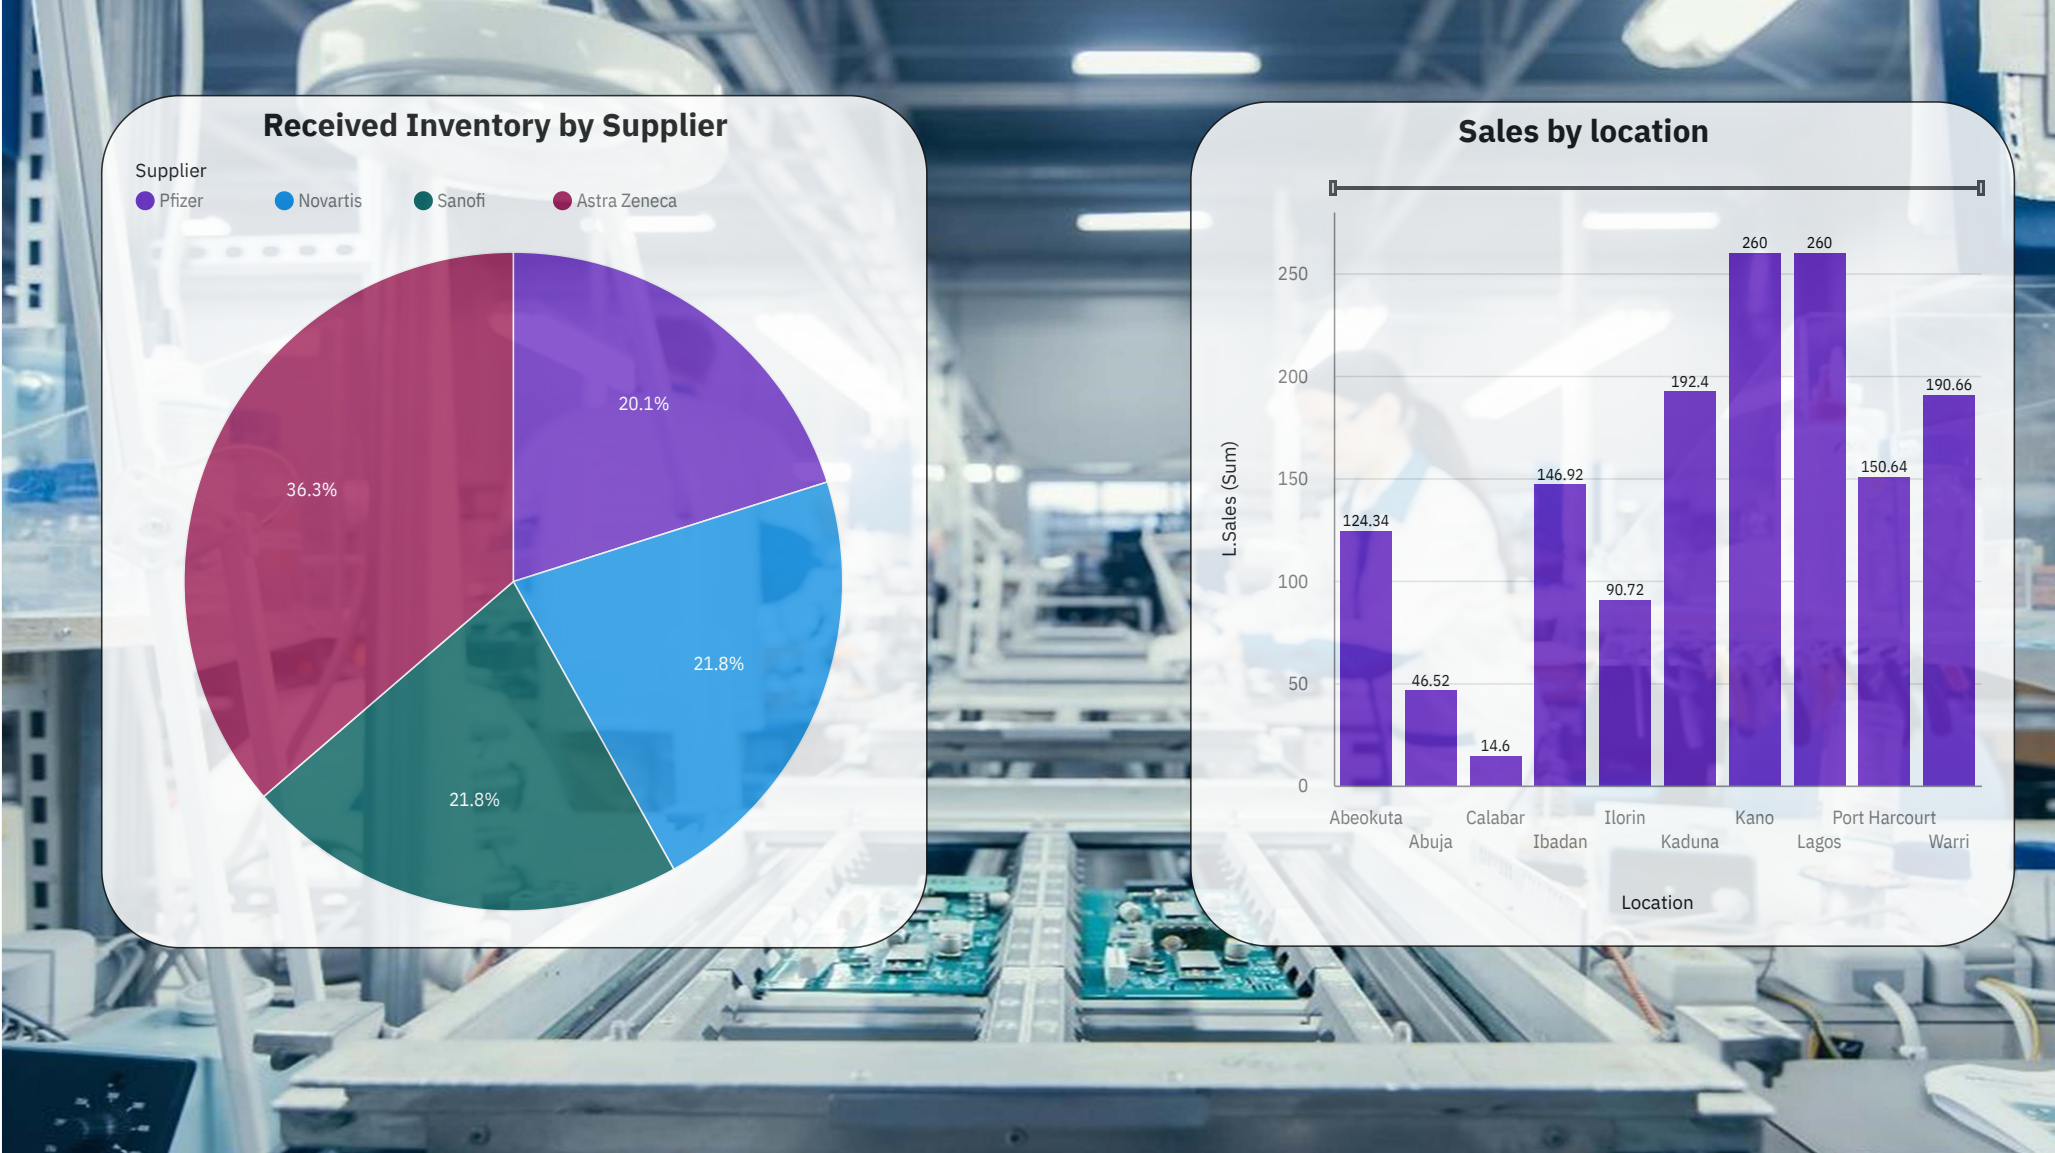 Received Inventory by Supplier
Supplier
Pfizer Novartis Sanofi Astra Zeneca
20.1%
36.3%
21.8%
21.8%
Sales by location
L.Sales (Sum)
250
200
150
100
50
0
124.34
46.52
14.6
146.92
90.72
192.4
260
260
150.64
190.66
Abeokuta Calabar Ilorin Kano Port Harcourt
Abuja Ibadan Kaduna Lagos Warri
Location